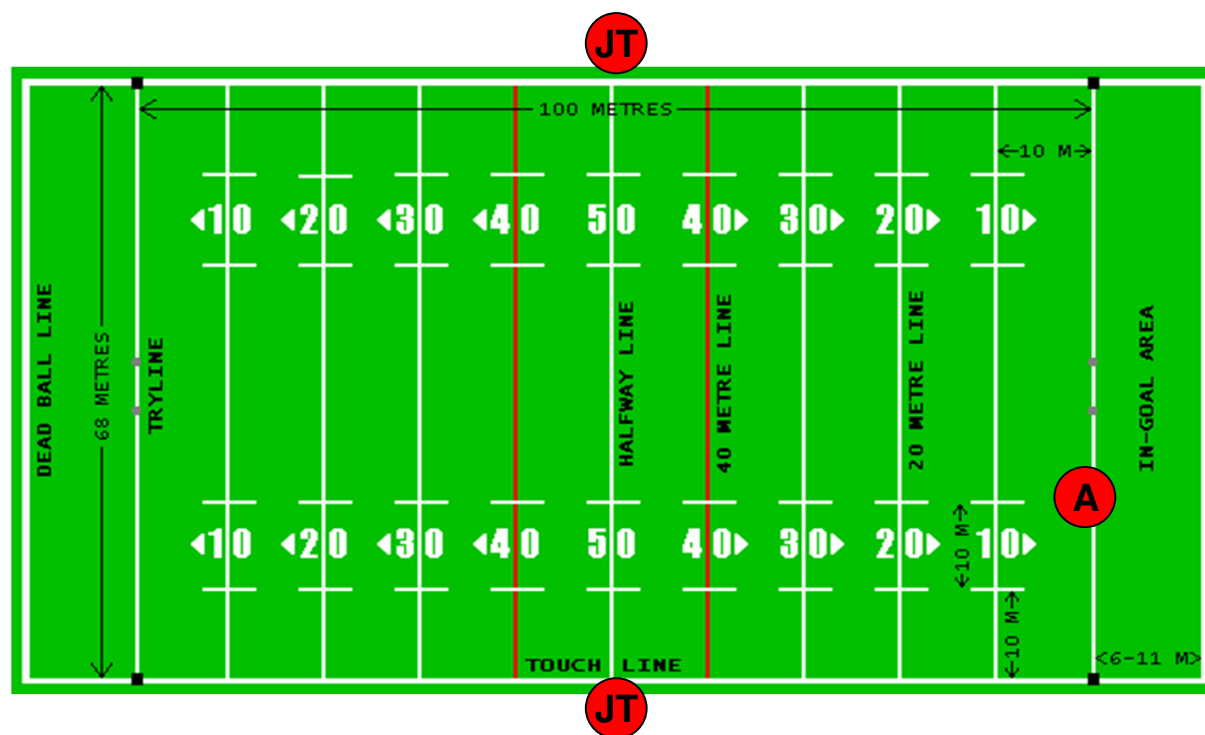 JT
100 METRES
10 M
◄10 ◄20 ◄30 ◄40 50 40► 30► 20► 10►
DEAD BALL LINE
68 METRES
TRYLINE
HALFWAY LINE
40 METRE LINE
20 METRE LINE
IN-GOAL AREA
A
◄10 ◄20 ◄30 ◄40 50 40► 30► 20► 10►
10 M
10 M
TOUCH LINE
6-11 M
JT